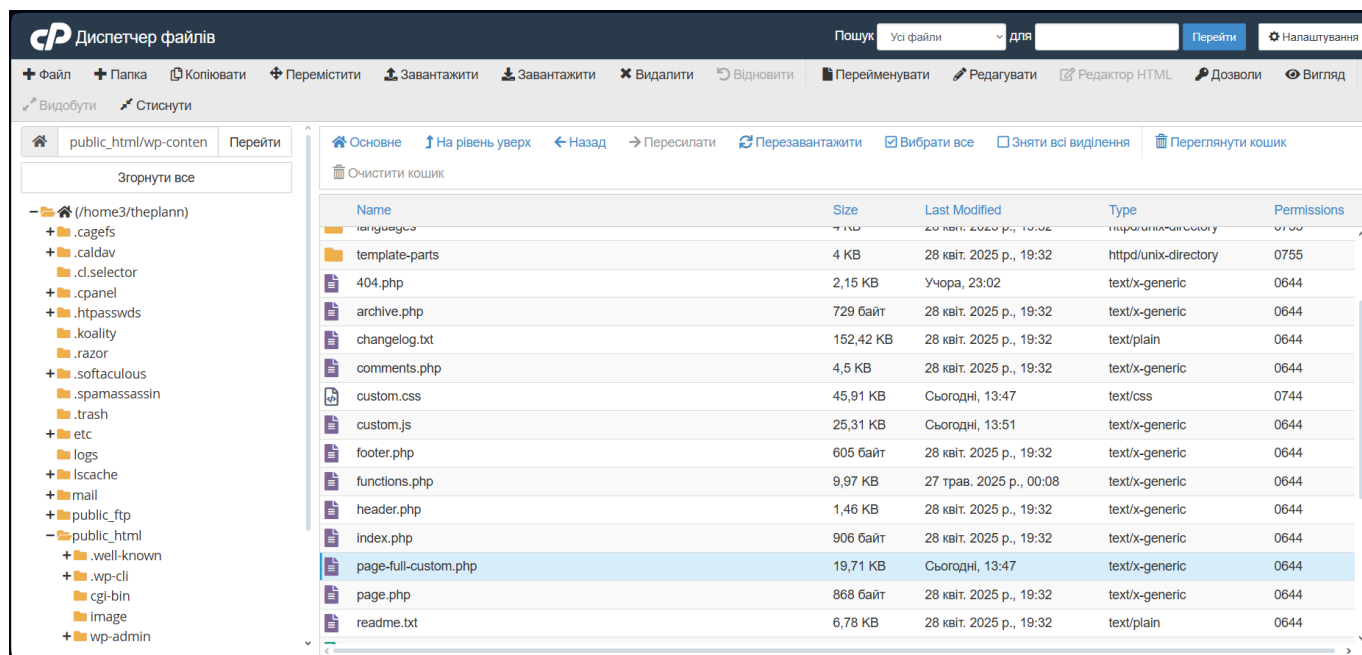 cP Диспетчер файлів
Пошук Усі файли для Перейти Налаштування
Файл Папка Копіювати Перемістити Завантажити Завантажити Видалити Відновити Перейменувати Редагувати Редактор HTML Дозволи Вигляд
Видобути Стиснути
public_html/wp-conten Перейти
Згорнути все
(/home3/theplann)
.cagefs
.caldav
.cl.selector
.cpanel
.htpasswds
.koality
.razor
.softaculous
.spamassassin
.trash
etc
logs
lscache
mail
public_ftp
public_html
.well-known
.wp-cli
cgi-bin
image
wp-admin
Основне На рівень уверх Назад Пересилати Перезавантажити Вибрати все Зняти всі виділення Переглянути кошик
Очистити кошик
Name Size Last Modified Type Permissions
languages 4 KB 28 квіт. 2025 р., 19:32 httpd/unix-directory 0755
template-parts 4 KB 28 квіт. 2025 р., 19:32 httpd/unix-directory 0755
404.php 2,15 KB Учора, 23:02 text/x-generic 0644
archive.php 729 байт 28 квіт. 2025 р., 19:32 text/x-generic 0644
changelog.txt 152,42 KB 28 квіт. 2025 р., 19:32 text/plain 0644
comments.php 4,5 KB 28 квіт. 2025 р., 19:32 text/x-generic 0644
custom.css 45,91 KB Сьогодні, 13:47 text/css 0744
custom.js 25,31 KB Сьогодні, 13:51 text/x-generic 0644
footer.php 605 байт 28 квіт. 2025 р., 19:32 text/x-generic 0644
functions.php 9,97 KB 27 трав. 2025 р., 00:08 text/x-generic 0644
header.php 1,46 KB 28 квіт. 2025 р., 19:32 text/x-generic 0644
index.php 906 байт 28 квіт. 2025 р., 19:32 text/x-generic 0644
page-full-custom.php 19,71 KB Сьогодні, 13:47 text/x-generic 0644
page.php 868 байт 28 квіт. 2025 р., 19:32 text/x-generic 0644
readme.txt 6,78 KB 28 квіт. 2025 р., 19:32 text/plain 0644